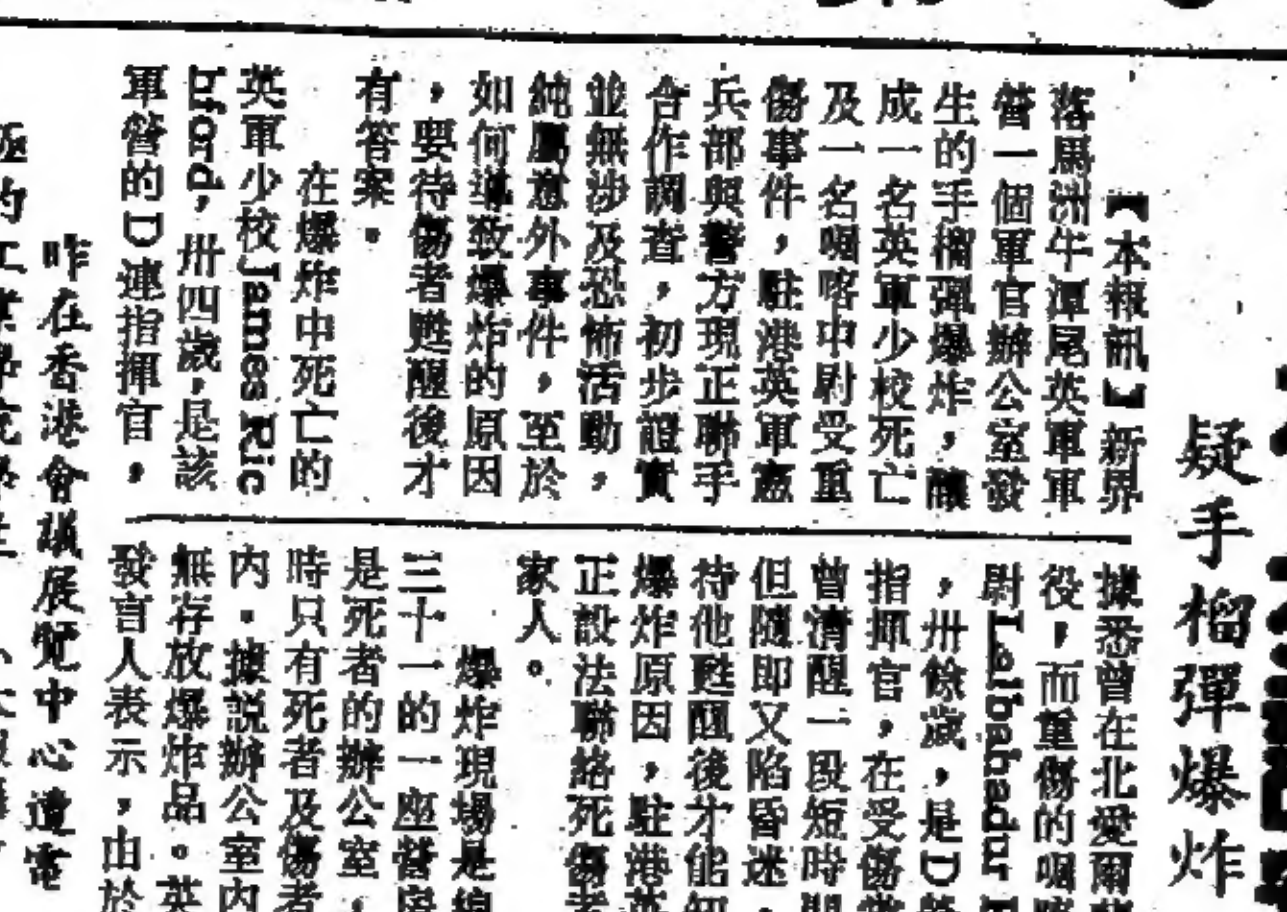 疑手榴彈爆炸
【本報訊】新界
落馬洲牛潭尾英軍軍
營一個軍官辦公室發
生的手榴彈爆炸，釀
成一名英軍少校死亡
及一名啹喀中尉受重
傷事件，駐港英軍憲
兵部與警方現正聯手
合作調查，初步證實
並無涉及恐怖活動，
純屬意外事件，至於
如何導致爆炸的原因
，要待傷者甦醒後才
有答案。
在爆炸中死亡的
英軍少校James Ric
hford，卅四歲，是該
軍營的D連指揮官，
據悉曾在北愛爾
役，而重傷的啹喀
尉Lalbahadur
，卅餘歲，是D
指揮官，在受傷
曾清醒一段短時間
但隨即又陷昏迷，
待他甦醒後才能知
爆炸原因，駐港英
正設法聯絡死傷者
家人。
爆炸現場是編
三十一的一座營房
是死者的辦公室，
時只有死者及傷者
內。據説辦公室內
無存放爆炸品。英
發言人表示，由於
昨在香港會議展覽中心遭電